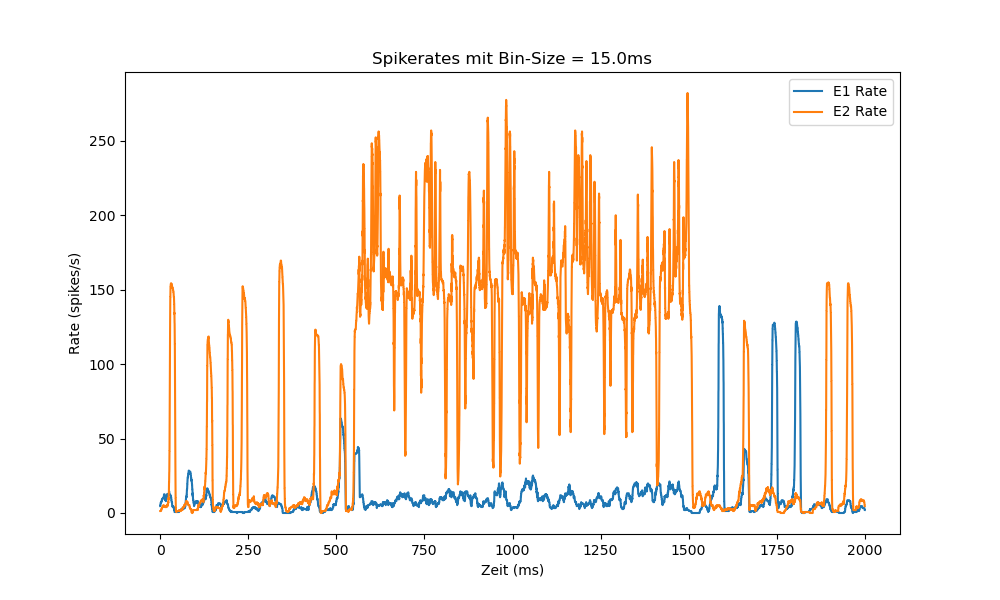 Spikerates mit Bin-Size = 15.0ms
E1 Rate
E2 Rate
250
200
150
100
50
0
Rate (spikes/s)
0 250 500 750 1000 1250 1500 1750 2000
Zeit (ms)